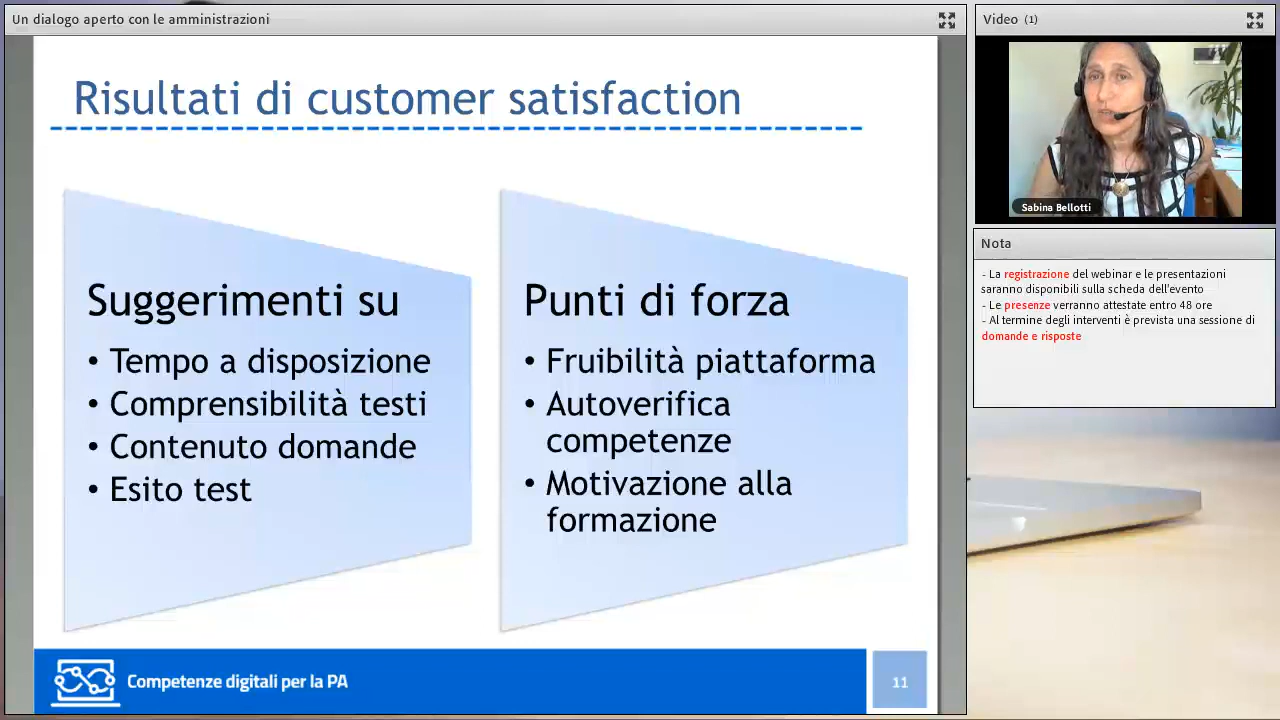 Un dialogo aperto con le amministrazioni
Risultati di customer satisfaction
Suggerimenti su
• Tempo a disposizione
• Comprensibilità testi
• Contenuto domande
• Esito test
Punti di forza
• Fruibilità piattaforma
• Autoverifica
competenze
• Motivazione alla
formazione
Competenze digitali per la PA
11
Video (1)
Sabina Bellotti
Nota
- La registrazione del webinar e le presentazioni
saranno disponibili sulla scheda dell'evento
- Le presenze verranno attestate entro 48 ore
- Al termine degli interventi è prevista una sessione di
domande e risposte